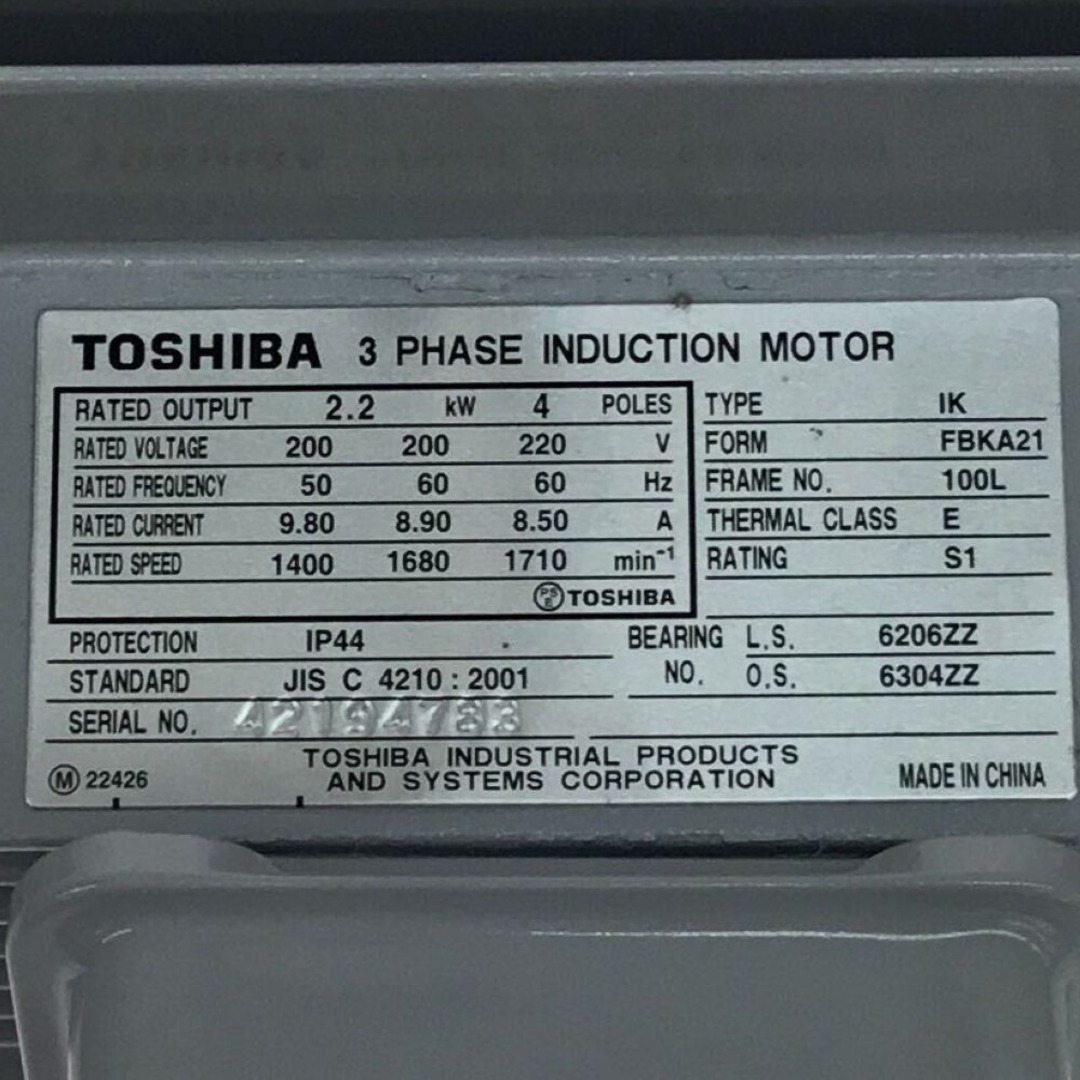 TOSHIBA 3 PHASE INDUCTION MOTOR
RATED OUTPUT 2.2 kW 4 POLES
RATED VOLTAGE 200 200 220 V
RATED FREQUENCY 50 60 60 Hz
RATED CURRENT 9.80 8.90 8.50 A
RATED SPEED 1400 1680 1710 min⁻¹
PS E TOSHIBA
TYPE IK
FORM FBKA21
FRAME NO. 100L
THERMAL CLASS E
RATING S1
PROTECTION IP44
STANDARD JIS C 4210 : 2001
SERIAL NO. 42194783
BEARING NO. L.S. 6206ZZ
O.S. 6304ZZ
TOSHIBA INDUSTRIAL PRODUCTS
AND SYSTEMS CORPORATION
Ⓜ 22426
MADE IN CHINA